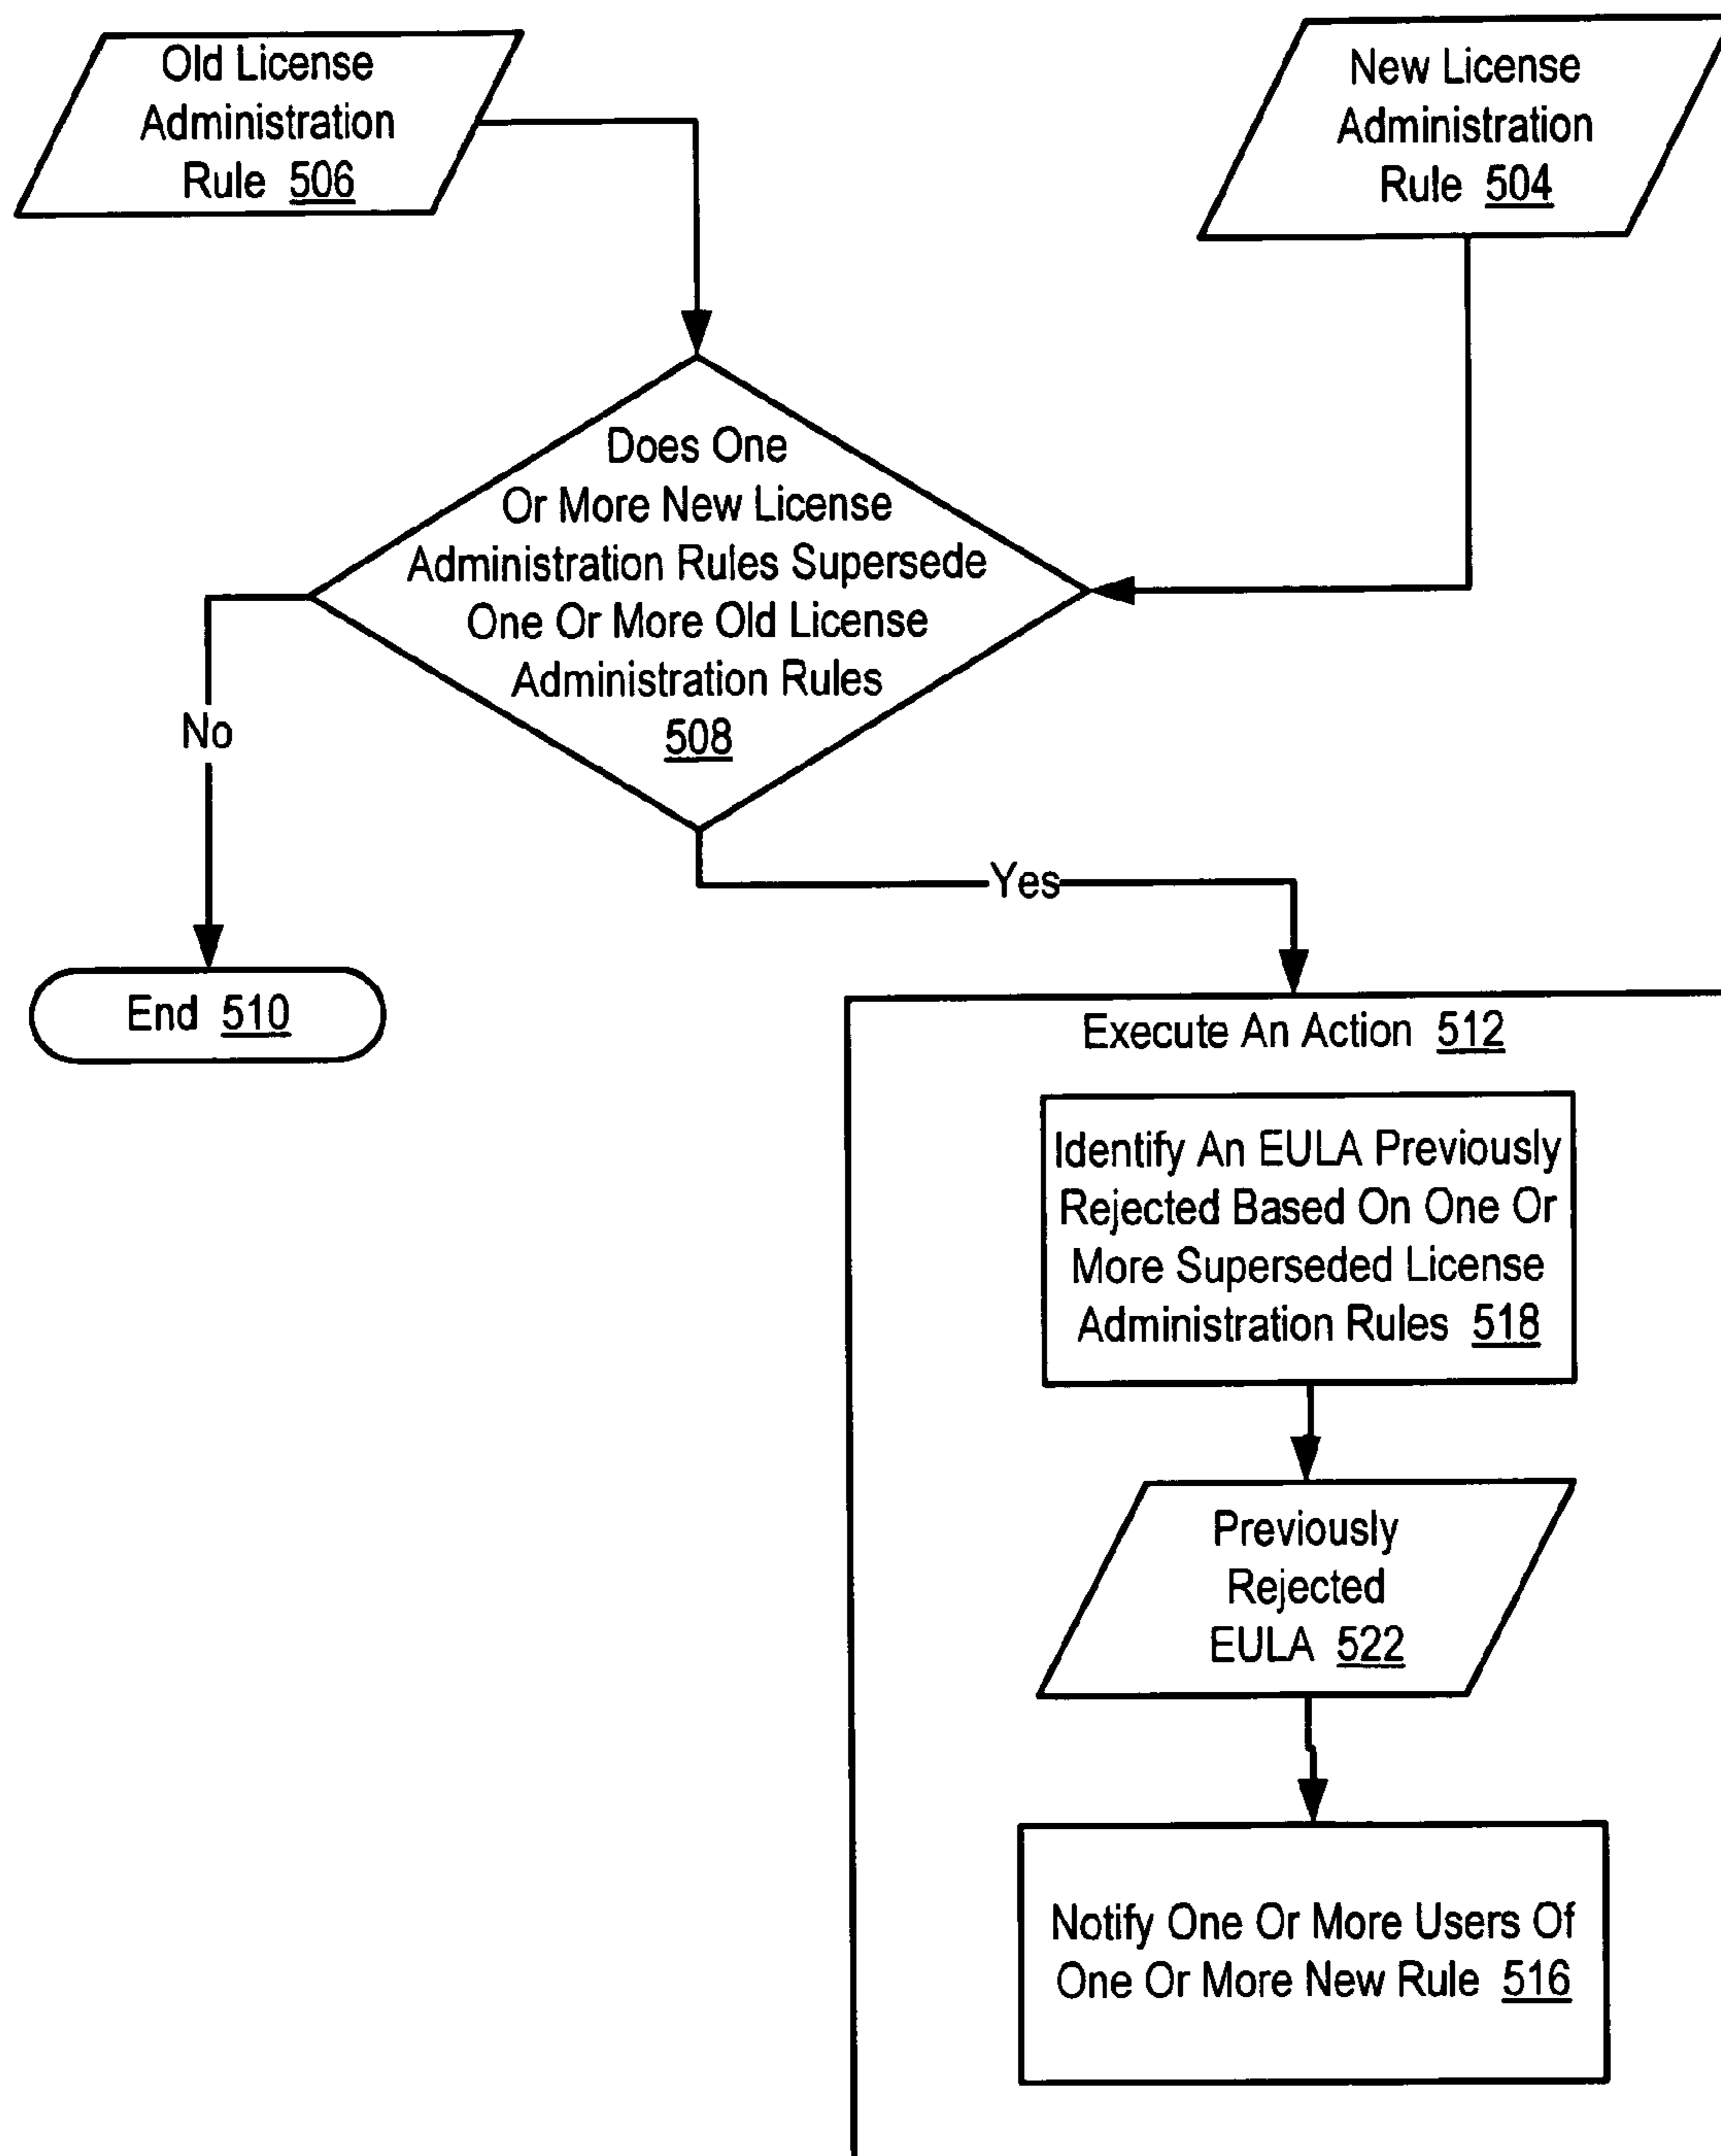 Old License
Administration
Rule 506
New License
Administration
Rule 504
Does One
Or More New License
Administration Rules Supersede
One Or More Old License
Administration Rules
508
No
Yes
End 510
Execute An Action 512
Identify An EULA Previously
Rejected Based On One Or
More Superseded License
Administration Rules 518
Previously
Rejected
EULA 522
Notify One Or More Users Of
One Or More New Rule 516